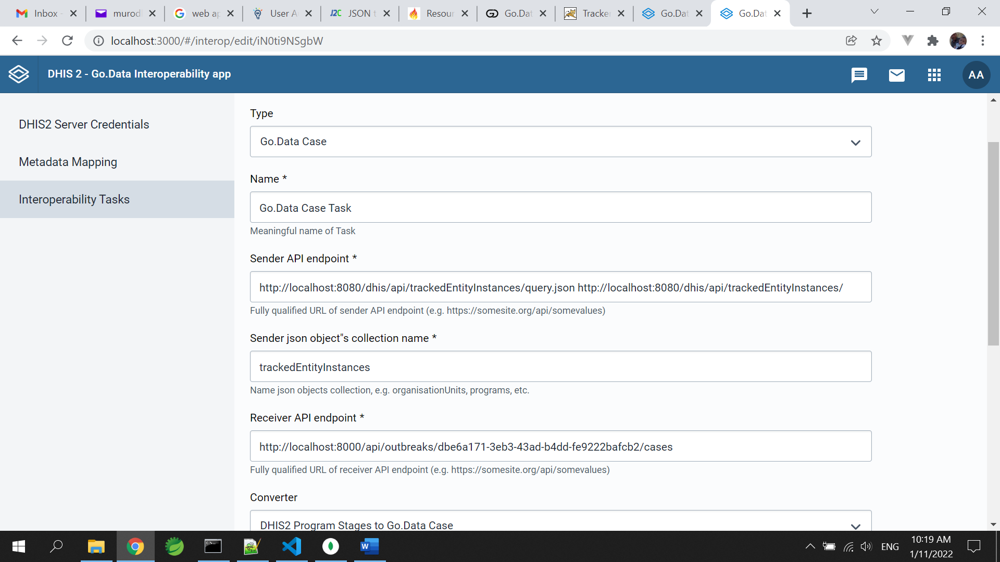 Inbox -
murodl
web ap
User A
J2C JSON t
Resour
Go.Dat
Tracker
Go.Dat
Go.Dat
localhost:3000/#/interop/edit/iN0ti9NSgbW
DHIS 2 - Go.Data Interoperability app
AA
DHIS2 Server Credentials
Metadata Mapping
Interoperability Tasks
Type
Go.Data Case
Name *
Go.Data Case Task
Meaningful name of Task
Sender API endpoint *
http://localhost:8080/dhis/api/trackedEntityInstances/query.json http://localhost:8080/dhis/api/trackedEntityInstances/
Fully qualified URL of sender API endpoint (e.g. https://somesite.org/api/somevalues)
Sender json object"s collection name *
trackedEntityInstances
Name json objects collection, e.g. organisationUnits, programs, etc.
Receiver API endpoint *
http://localhost:8000/api/outbreaks/dbe6a171-3eb3-43ad-b4dd-fe9222bafcb2/cases
Fully qualified URL of receiver API endpoint (e.g. https://somesite.org/api/somevalues)
Converter
DHIS2 Program Stages to Go.Data Case
ENG
10:19 AM
1/11/2022